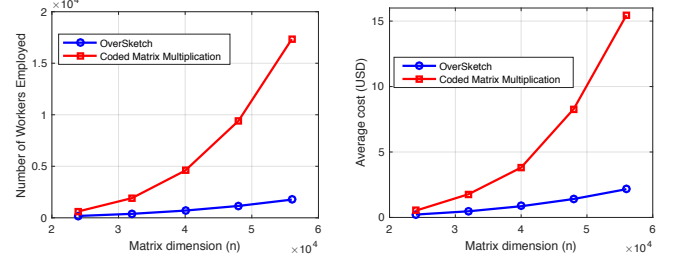 ×10⁴
2
1.5
1
0.5
0
2
3
4
5
6
×10⁴
Number of Workers Employed
Matrix dimension (n)
OverSketch
Coded Matrix Multiplication
15
10
5
0
2
3
4
5
6
×10⁴
Average cost (USD)
Matrix dimension (n)
OverSketch
Coded Matrix Multiplication